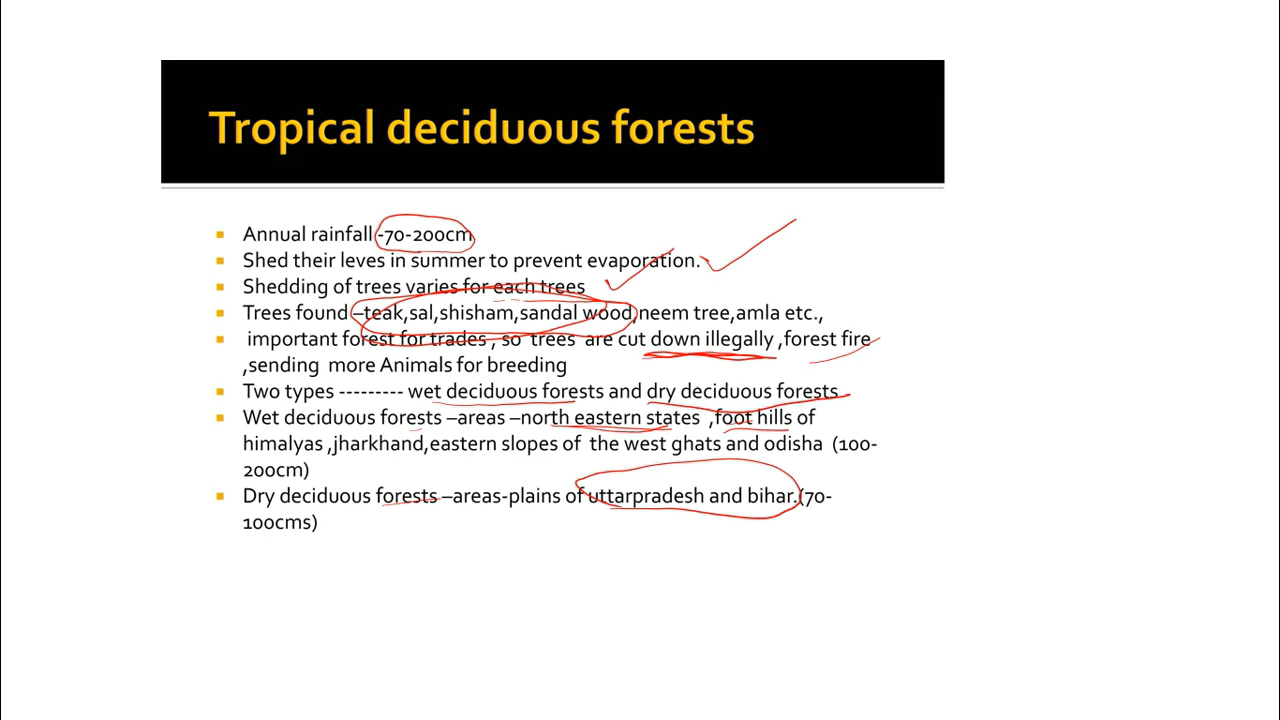 Tropical deciduous forests
Annual rainfall -70-200cm
Shed their leves in summer to prevent evaporation.
Shedding of trees varies for each trees
Trees found –teak,sal,shisham,sandal wood,neem tree,amla etc.,
important forest for trades , so trees are cut down illegally ,forest fire
,sending more Animals for breeding
Two types --------- wet deciduous forests and dry deciduous forests
Wet deciduous forests –areas –north eastern states ,foot hills of
himalyas ,jharkhand,eastern slopes of the west ghats and odisha (100-
200cm)
Dry deciduous forests –areas-plains of uttarpradesh and bihar.(70-
100cms)